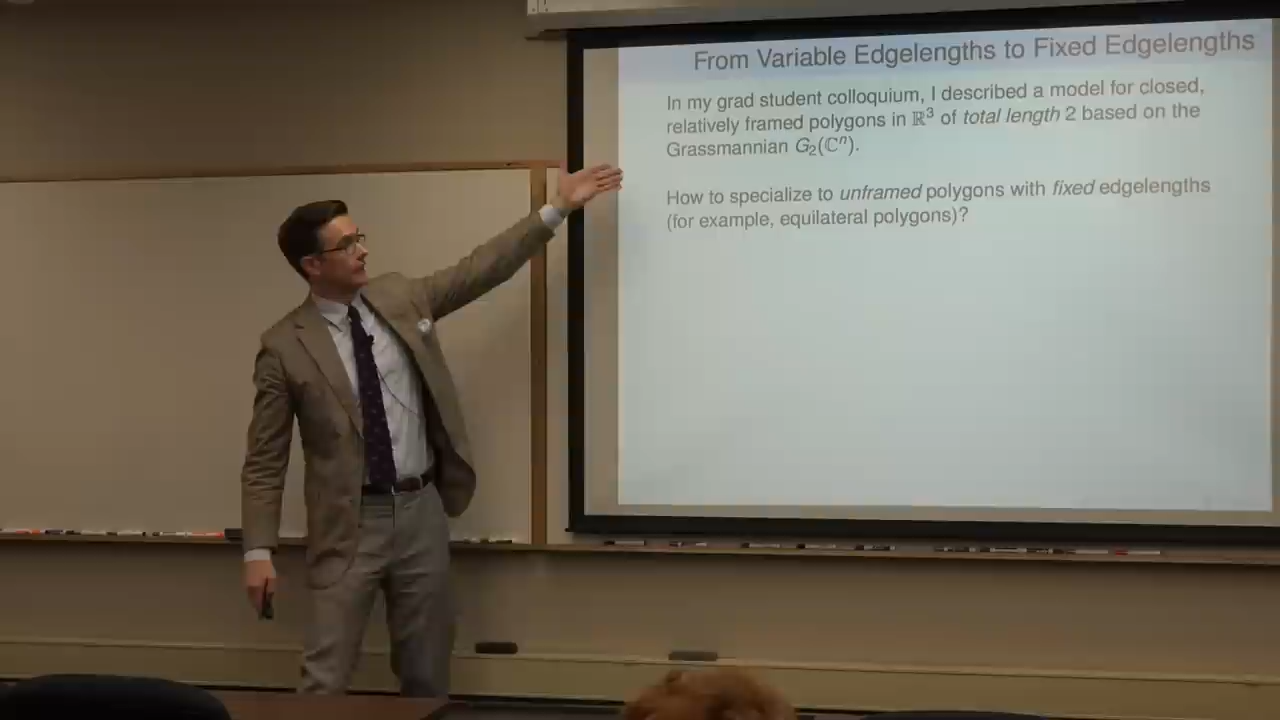 From Variable Edgelengths to Fixed Edgelengths
In my grad student colloquium, I described a model for closed,
relatively framed polygons in ℝ³ of total length 2 based on the
Grassmannian G₂(ℂⁿ).
How to specialize to unframed polygons with fixed edgelengths
(for example, equilateral polygons)?